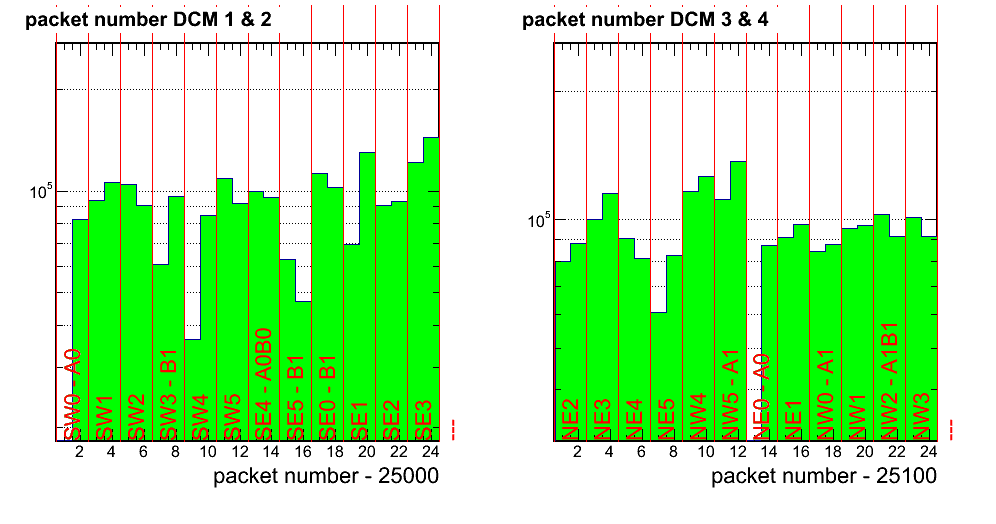 packet number DCM 1 & 2
10^5
SW0 - A0
SW1
SW2
SW3 - B1
SW4
SW5
SE4 - A0B0
SE5 - B1
SE0 - B1
SE1
SE2
SE3
---
2 4 6 8 10 12 14 16 18 20 22 24
packet number - 25000
packet number DCM 3 & 4
10^5
NE2
NE3
NE4
NE5
NW4
NW5 - A1
NE0 - A0
NE1
NW0 - A1
NW1
NW2 - A1B1
NW3
---
2 4 6 8 10 12 14 16 18 20 22 24
packet number - 25100